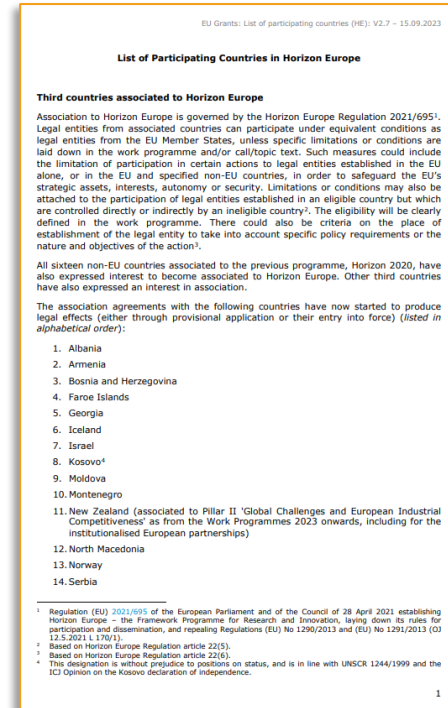 EU Grants: List of participating countries (HE): V2.7 – 15.09.2023
List of Participating Countries in Horizon Europe
Third countries associated to Horizon Europe
Association to Horizon Europe is governed by the Horizon Europe Regulation 2021/695¹.
Legal entities from associated countries can participate under equivalent conditions as
legal entities from the EU Member States, unless specific limitations or conditions are
laid down in the work programme and/or call/topic text. Such measures could include
the limitation of participation in certain actions to legal entities established in the EU
alone, or in the EU and specified non-EU countries, in order to safeguard the EU's
strategic assets, interests, autonomy or security. Limitations or conditions may also be
attached to the participation of legal entities established in an eligible country but which
are controlled directly or indirectly by an ineligible country². The eligibility will be clearly
defined in the work programme. There could also be criteria on the place of
establishment of the legal entity to take into account specific policy requirements or the
nature and objectives of the action³.
All sixteen non-EU countries associated to the previous programme, Horizon 2020, have
also expressed interest to become associated to Horizon Europe. Other third countries
have also expressed an interest in association.
The association agreements with the following countries have now started to produce
legal effects (either through provisional application or their entry into force) (listed in
alphabetical order):
1. Albania
2. Armenia
3. Bosnia and Herzegovina
4. Faroe Islands
5. Georgia
6. Iceland
7. Israel
8. Kosovo⁴
9. Moldova
10. Montenegro
11. New Zealand (associated to Pillar II 'Global Challenges and European Industrial
Competitiveness' as from the Work Programmes 2023 onwards, including for the
institutionalised European partnerships)
12. North Macedonia
13. Norway
14. Serbia
¹ Regulation (EU) 2021/695 of the European Parliament and of the Council of 28 April 2021 establishing
Horizon Europe – the Framework Programme for Research and Innovation, laying down its rules for
participation and dissemination, and repealing Regulations (EU) No 1290/2013 and (EU) No 1291/2013 (OJ
12.5.2021 L 170/1).
² Based on Horizon Europe Regulation article 22(5).
³ Based on Horizon Europe Regulation article 22(6).
⁴ This designation is without prejudice to positions on status, and is in line with UNSCR 1244/1999 and the
ICJ Opinion on the Kosovo declaration of independence.
1